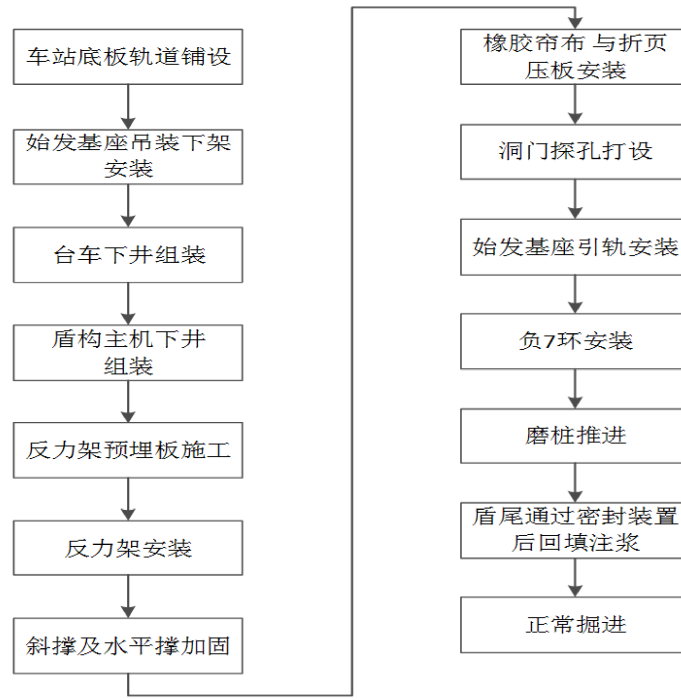 车站底板轨道铺设
始发基座吊装下架
安装
台车下井组装
盾构主机下井
组装
反力架预埋板施工
反力架安装
斜撑及水平撑加固
橡胶帘布与折页
压板安装
洞门探孔打设
始发基座引轨安装
负7环安装
磨桩推进
盾尾通过密封装置
后回填注浆
正常掘进